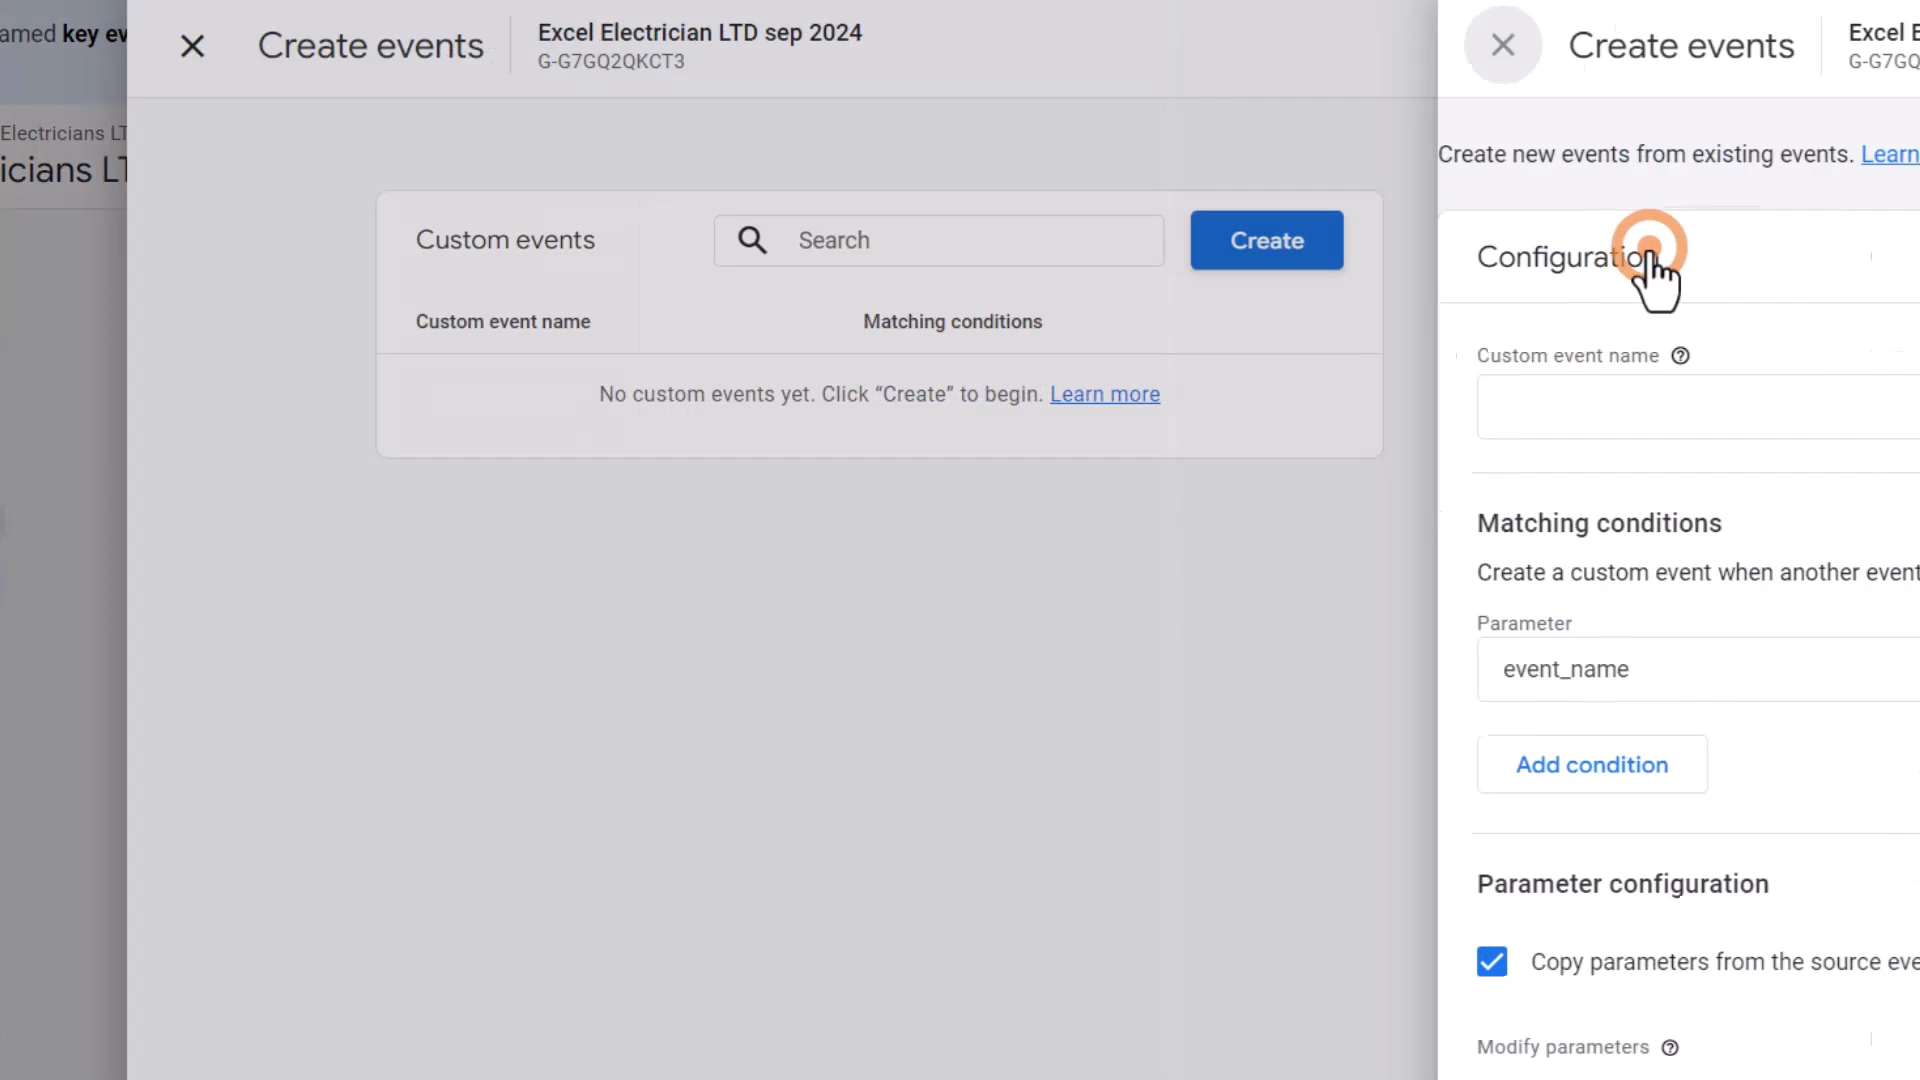 amed key ev
Electricians LT
icians LT
Create events
Excel Electrician LTD sep 2024
G-G7GQ2QKCT3
Custom events
Search
Create
Custom event name
Matching conditions
No custom events yet. Click “Create” to begin. Learn more
Create events
Excel E
G-G7GQ
Create new events from existing events. Learn
Configuration
Custom event name
Matching conditions
Create a custom event when another event
Parameter
event_name
Add condition
Parameter configuration
Copy parameters from the source eve
Modify parameters